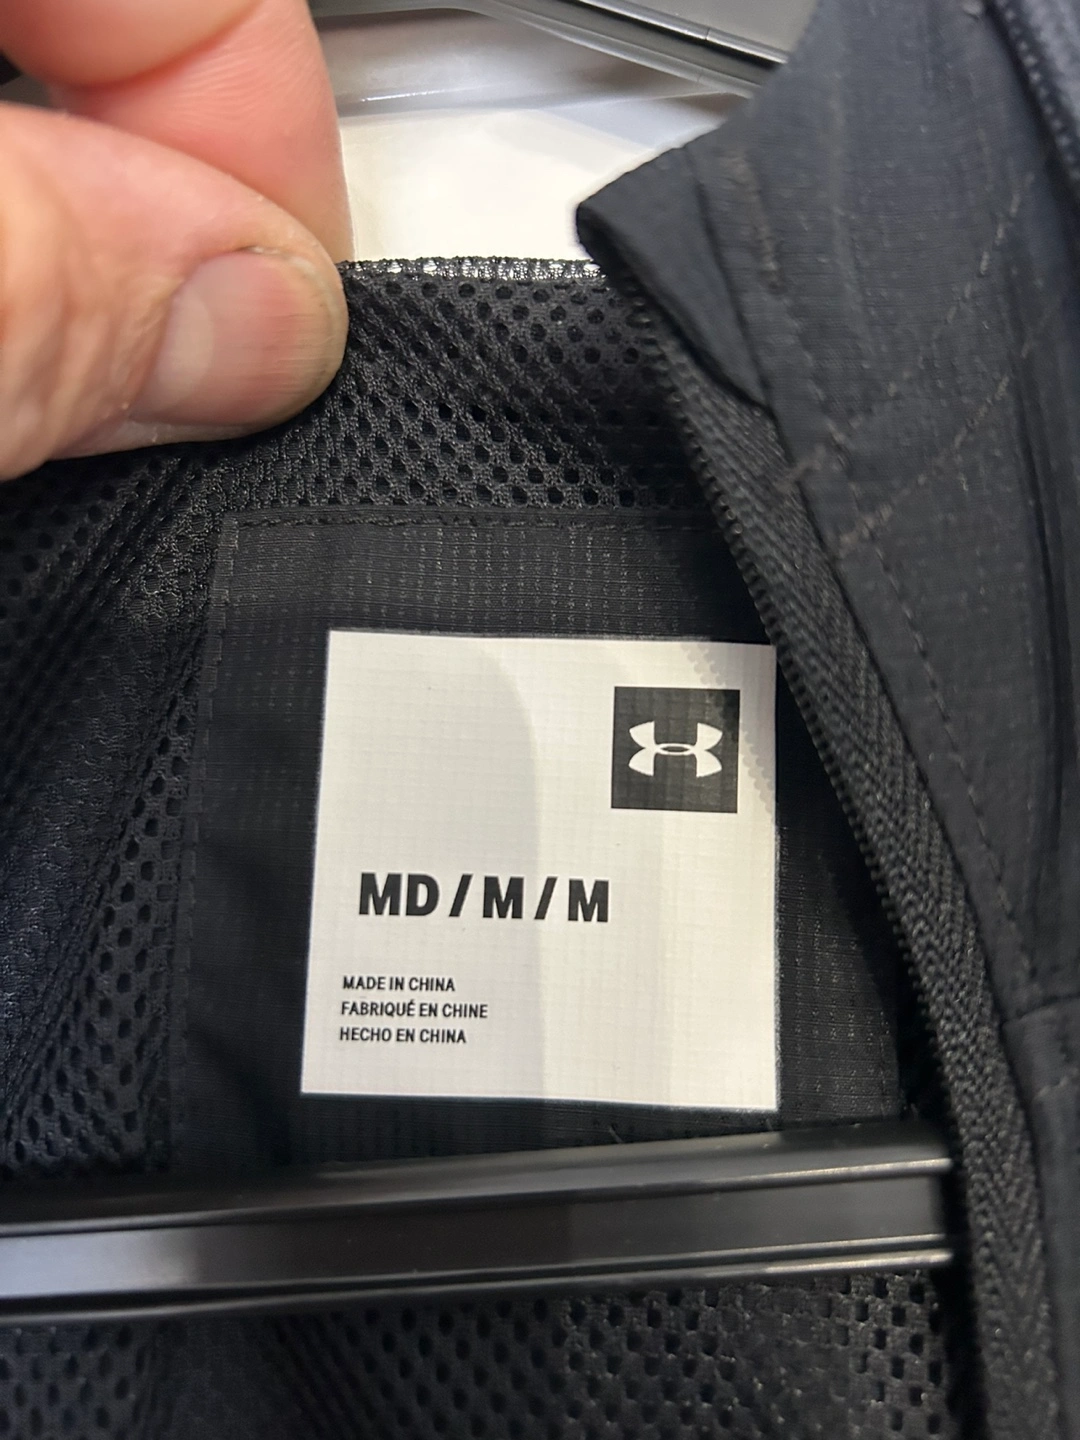 MD / M / M
MADE IN CHINA
FABRIQUÉ EN CHINE
HECHO EN CHINA